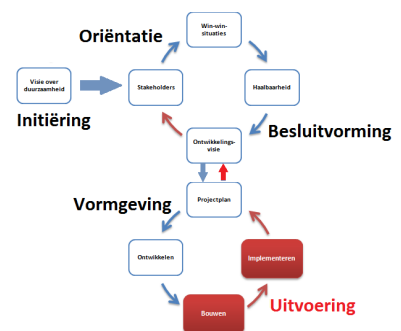 Oriëntatie
Win-win-
situaties
Visie over
duurzaamheid
Stakeholders
Haalbaarheid
Initiëring
Besluitvorming
Ontwikkelings-
visie
Vormgeving
Projectplan
Ontwikkelen
Implementeren
Bouwen
Uitvoering